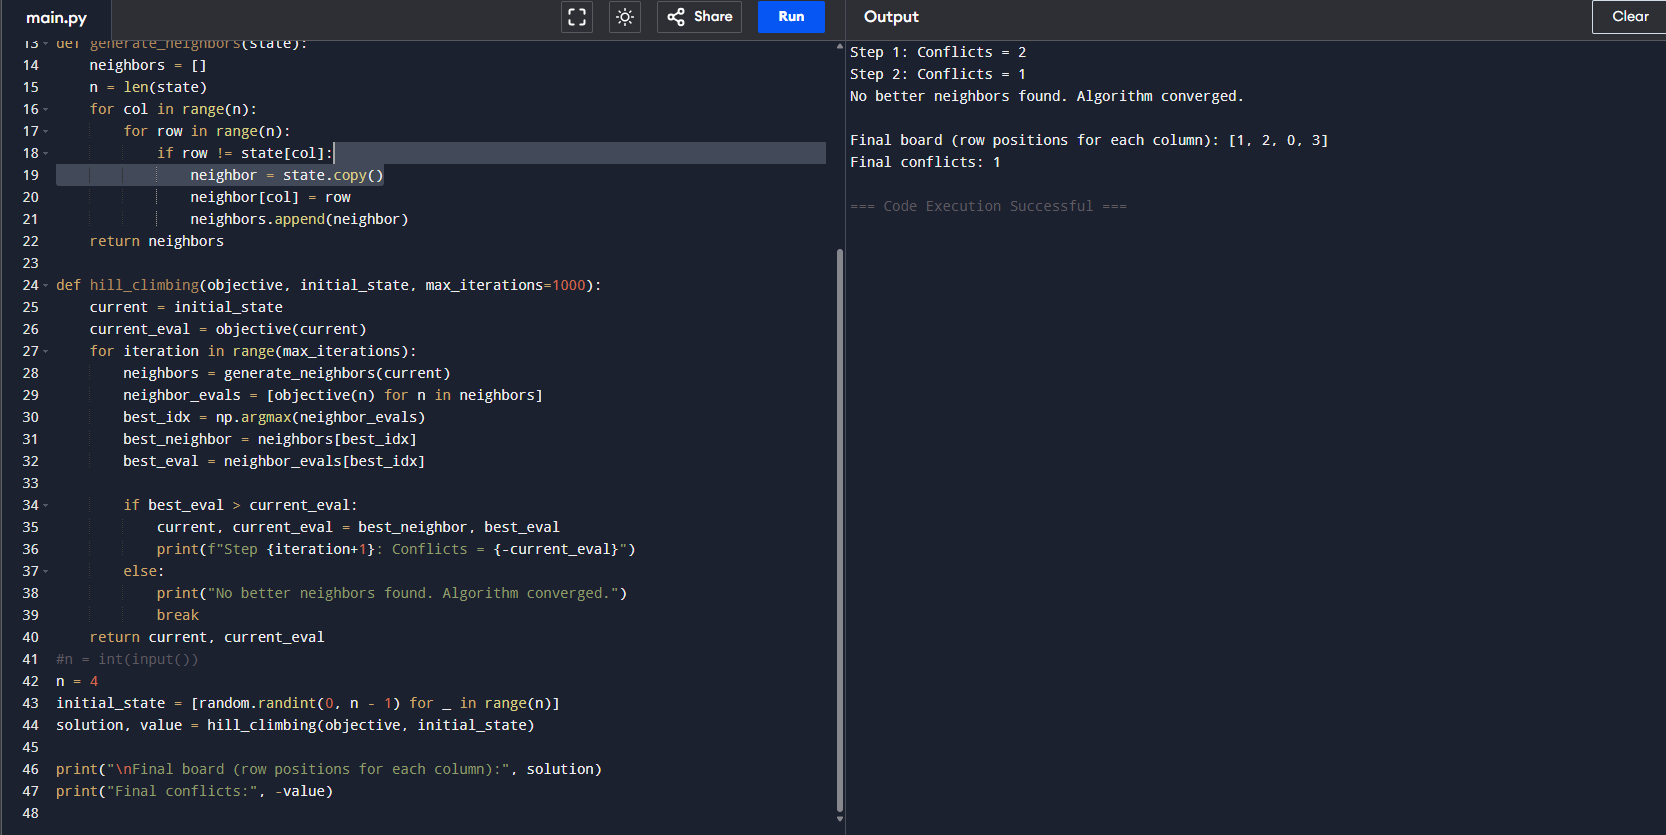 main.py
Share
Run
Output
Clear
13 def generate_neighbors(state):
14     neighbors = []
15     n = len(state)
16     for col in range(n):
17         for row in range(n):
18             if row != state[col]:
19                 neighbor = state.copy()
20                 neighbor[col] = row
21                 neighbors.append(neighbor)
22     return neighbors
23
24 def hill_climbing(objective, initial_state, max_iterations=1000):
25     current = initial_state
26     current_eval = objective(current)
27     for iteration in range(max_iterations):
28         neighbors = generate_neighbors(current)
29         neighbor_evals = [objective(n) for n in neighbors]
30         best_idx = np.argmax(neighbor_evals)
31         best_neighbor = neighbors[best_idx]
32         best_eval = neighbor_evals[best_idx]
33
34         if best_eval > current_eval:
35             current, current_eval = best_neighbor, best_eval
36             print(f"Step {iteration+1}: Conflicts = {-current_eval}")
37         else:
38             print("No better neighbors found. Algorithm converged.")
39             break
40     return current, current_eval
41 #n = int(input())
42 n = 4
43 initial_state = [random.randint(0, n - 1) for _ in range(n)]
44 solution, value = hill_climbing(objective, initial_state)
45
46 print("\nFinal board (row positions for each column):", solution)
47 print("Final conflicts:", -value)
48
Step 1: Conflicts = 2
Step 2: Conflicts = 1
No better neighbors found. Algorithm converged.
Final board (row positions for each column): [1, 2, 0, 3]
Final conflicts: 1
=== Code Execution Successful ===